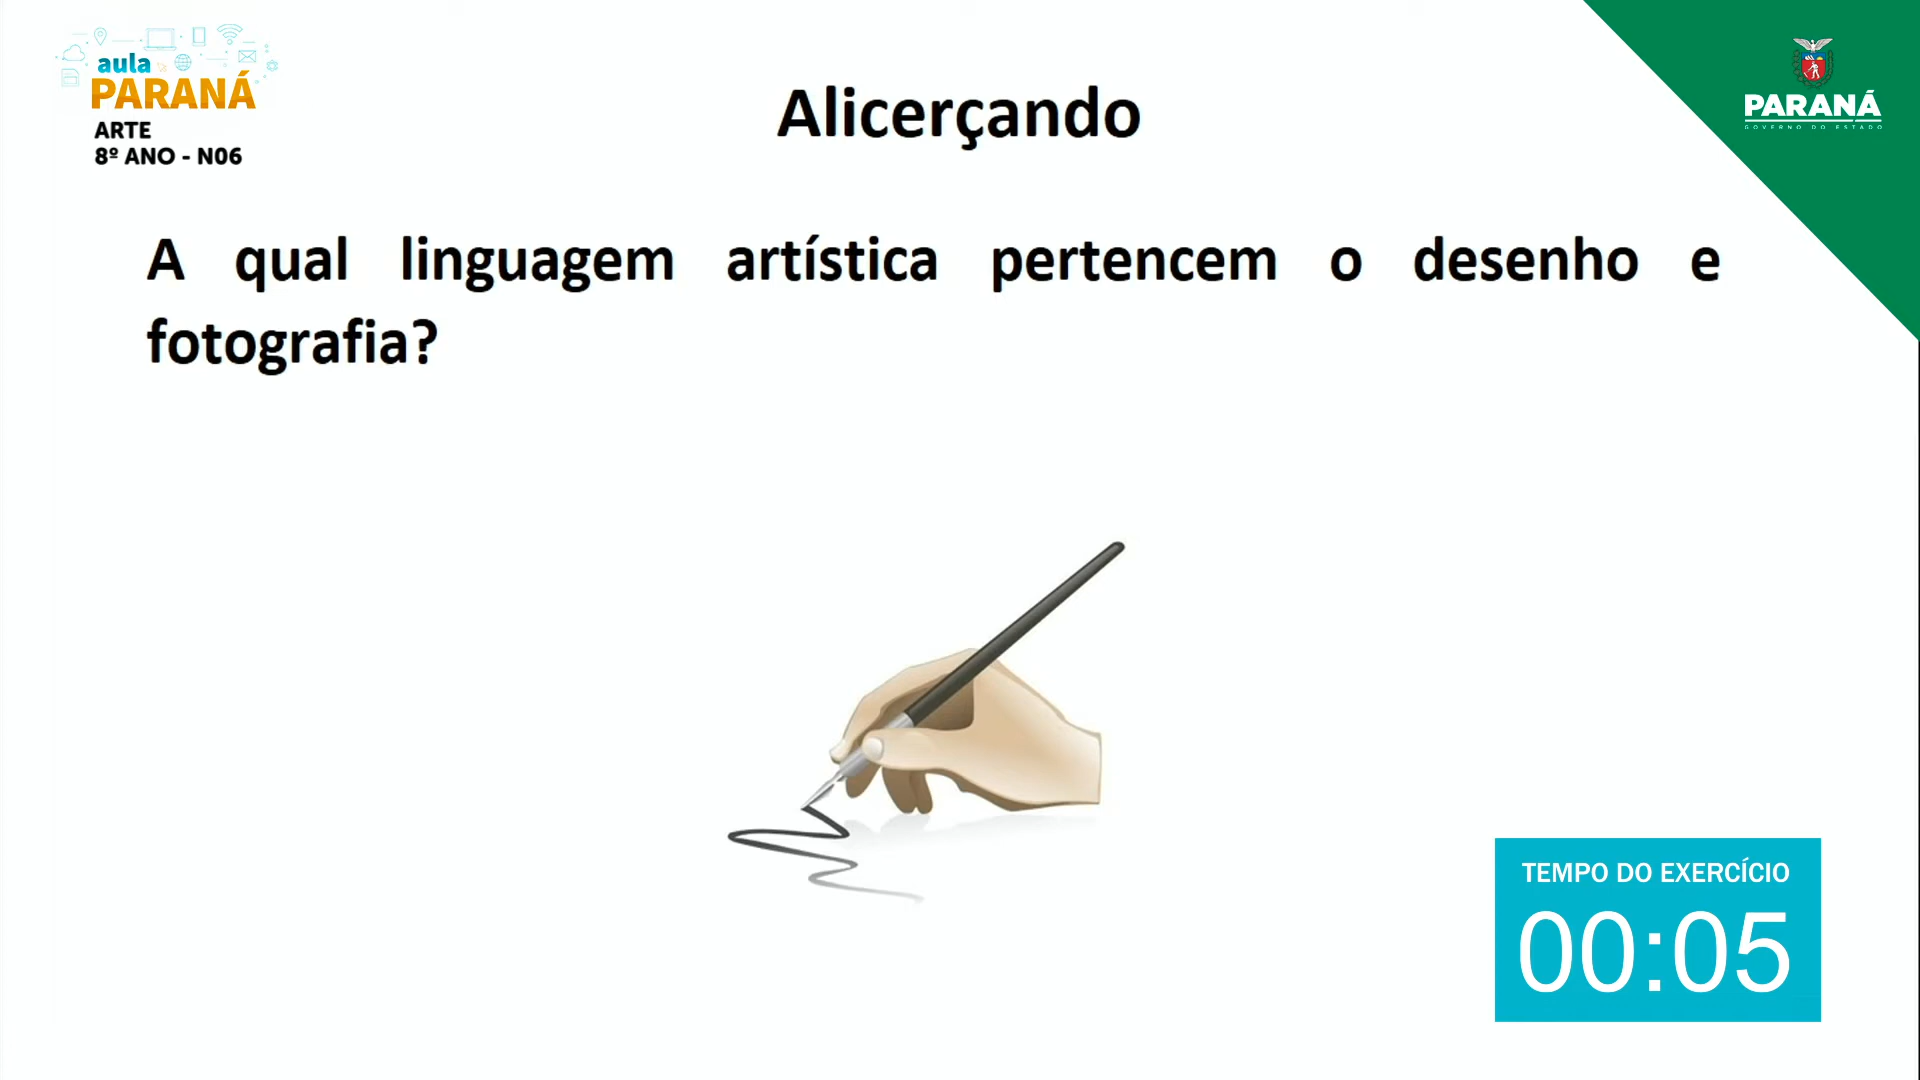 aula
PARANÁ
ARTE
8º ANO - N06
Alicerçando
PARANÁ
GOVERNO DO ESTADO
A qual linguagem artística pertencem o desenho e
fotografia?
TEMPO DO EXERCÍCIO
00:05